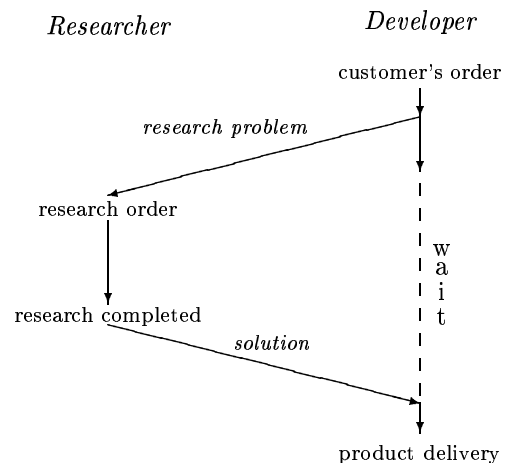 Researcher
Developer
customer's order
research problem
research order
w
a
i
t
research completed
solution
product delivery